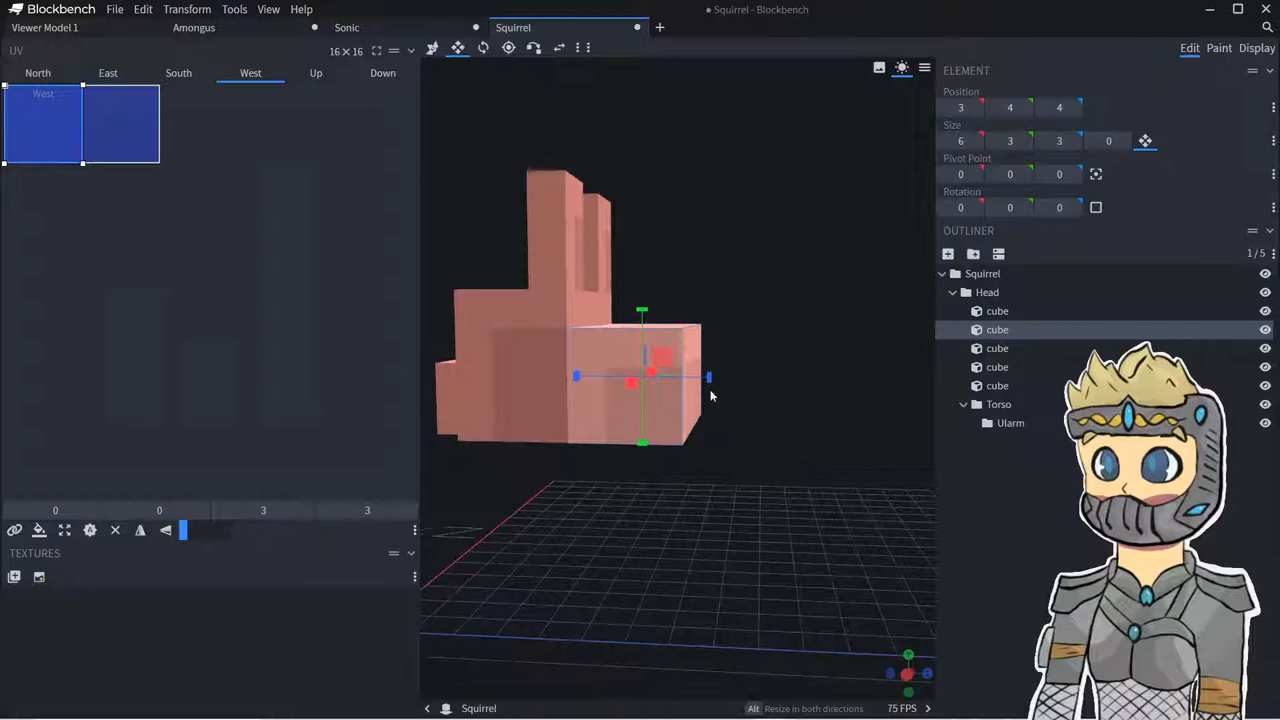 Blockbench File Edit Transform Tools View Help ● Squirrel - Blockbench
Viewer Model 1 Amongus Sonic Squirrel
UV 16×16
North East South West Up Down
West
0 0 3 3
TEXTURES
Edit Paint Display
ELEMENT
Position
3 4 4
Size
6 3 3 0
Pivot Point
0 0 0
Rotation
0 0 0
OUTLINER
1/5
Squirrel
Head
cube
cube
cube
cube
cube
Torso
Ularm
Squirrel Alt Resize in both directions 75 FPS